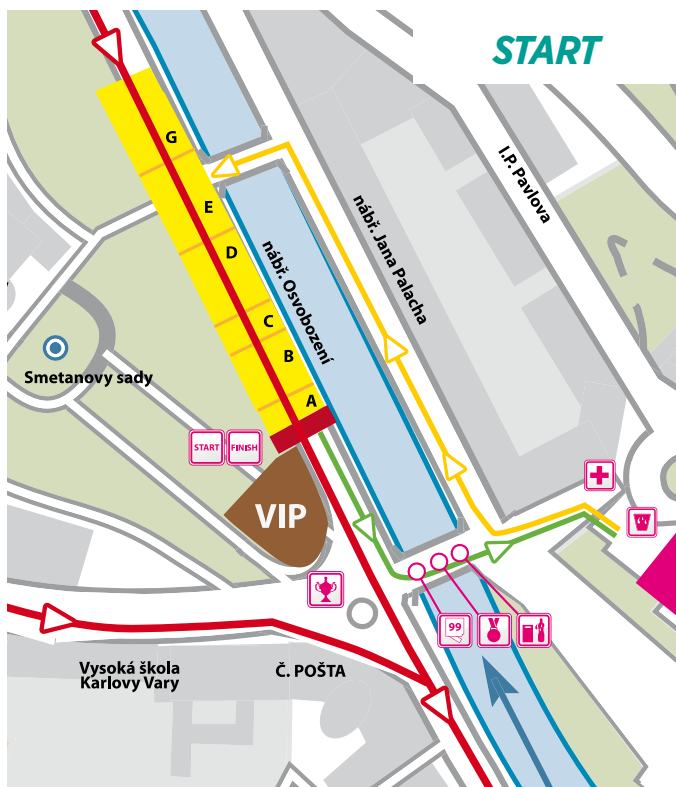 START
G
E
D
C
B
A
nábř. Osvobození
nábř. Jana Palacha
I.P. Pavlova
Smetanovy sady
START
FINISH
VIP
99
Vysoká škola
Karlovy Vary
Č. POŠTA